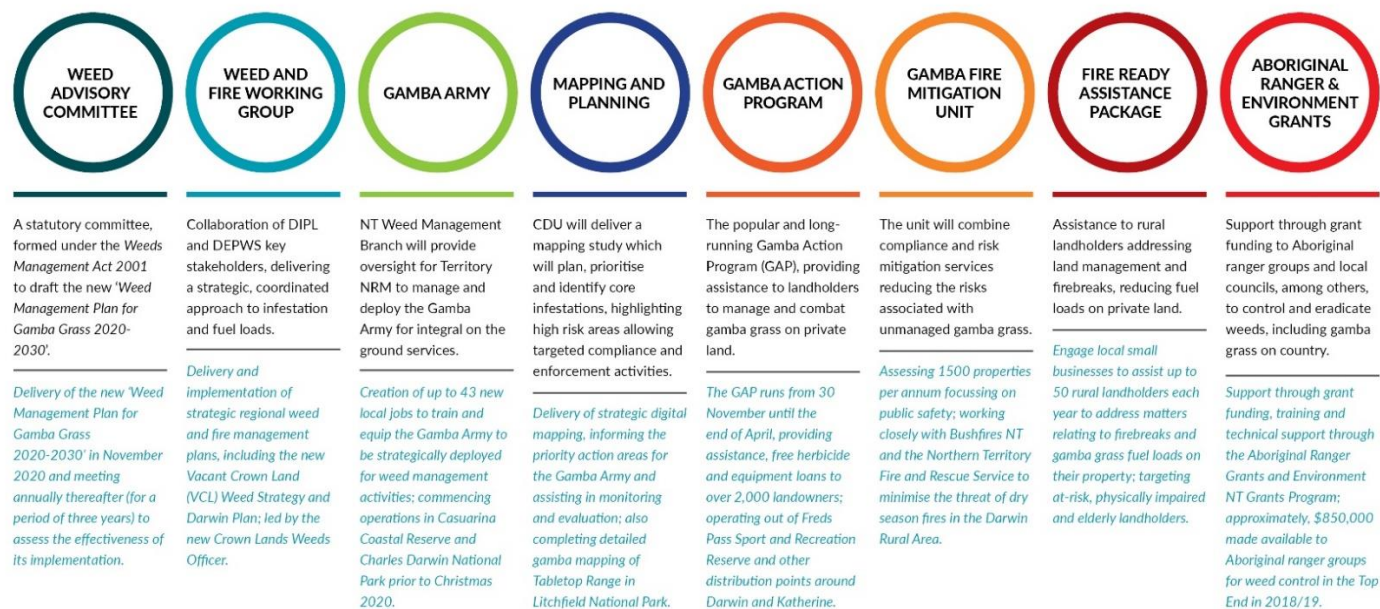 WEED
ADVISORY
COMMITTEE
WEED AND
FIRE WORKING
GROUP
GAMBA ARMY
MAPPING AND
PLANNING
GAMBA ACTION
PROGRAM
GAMBA FIRE
MITIGATION
UNIT
FIRE READY
ASSISTANCE
PACKAGE
ABORIGINAL
RANGER &
ENVIRONMENT
GRANTS
A statutory committee,
formed under the Weeds
Management Act 2001
to draft the new ‘Weed
Management Plan for
Gamba Grass 2020-
2030’.
Delivery of the new ‘Weed
Management Plan for
Gamba Grass
2020-2030’ in November
2020 and meeting
annually thereafter (for a
period of three years) to
assess the effectiveness of
its implementation.
Collaboration of DIPL
and DEPWS key
stakeholders, delivering
a strategic, coordinated
approach to infestation
and fuel loads.
Delivery and
implementation of
strategic regional weed
and fire management
plans, including the new
Vacant Crown Land
(VCL) Weed Strategy and
Darwin Plan; led by the
new Crown Lands Weeds
Officer.
NT Weed Management
Branch will provide
oversight for Territory
NRM to manage and
deploy the Gamba
Army for integral on the
ground services.
Creation of up to 43 new
local jobs to train and
equip the Gamba Army to
be strategically deployed
for weed management
activities; commencing
operations in Casuarina
Coastal Reserve and
Charles Darwin National
Park prior to Christmas
2020.
CDU will deliver a
mapping study which
will plan, prioritise
and identify core
infestations, highlighting
high risk areas allowing
targeted compliance and
enforcement activities.
Delivery of strategic digital
mapping, informing the
priority action areas for
the Gamba Army and
assisting in monitoring
and evaluation; also
completing detailed
gamba mapping of
Tabletop Range in
Litchfield National Park.
The popular and long-
running Gamba Action
Program (GAP), providing
assistance to landholders
to manage and combat
gamba grass on private
land.
The GAP runs from 30
November until the
end of April, providing
assistance, free herbicide
and equipment loans to
over 2,000 landowners;
operating out of Freds
Pass Sport and Recreation
Reserve and other
distribution points around
Darwin and Katherine.
The unit will combine
compliance and risk
mitigation services
reducing the risks
associated with
unmanaged gamba grass.
Assessing 1500 properties
per annum focussing on
public safety; working
closely with Bushfires NT
and the Northern Territory
Fire and Rescue Service to
minimise the threat of dry
season fires in the Darwin
Rural Area.
Assistance to rural
landholders addressing
land management and
firebreaks, reducing fuel
loads on private land.
Engage local small
businesses to assist up to
50 rural landholders each
year to address matters
relating to firebreaks and
gamba grass fuel loads on
their property; targeting
at-risk, physically impaired
and elderly landholders.
Support through grant
funding to Aboriginal
ranger groups and local
councils, among others,
to control and eradicate
weeds, including gamba
grass on country.
Support through grant
funding, training and
technical support through
the Aboriginal Ranger
Grants and Environment
NT Grants Program;
approximately, $850,000
made available to
Aboriginal ranger groups
for weed control in the Top
End in 2018/19.